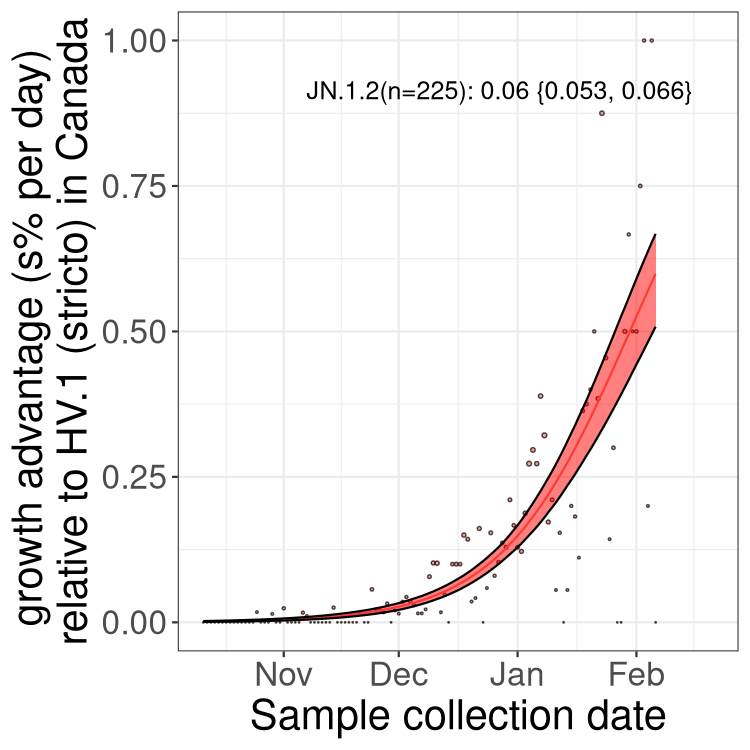 growth advantage (s% per day)
relative to HV.1 (stricto) in Canada
1.00
0.75
0.50
0.25
0.00
JN.1.2(n=225): 0.06 {0.053, 0.066}
Nov Dec Jan Feb
Sample collection date